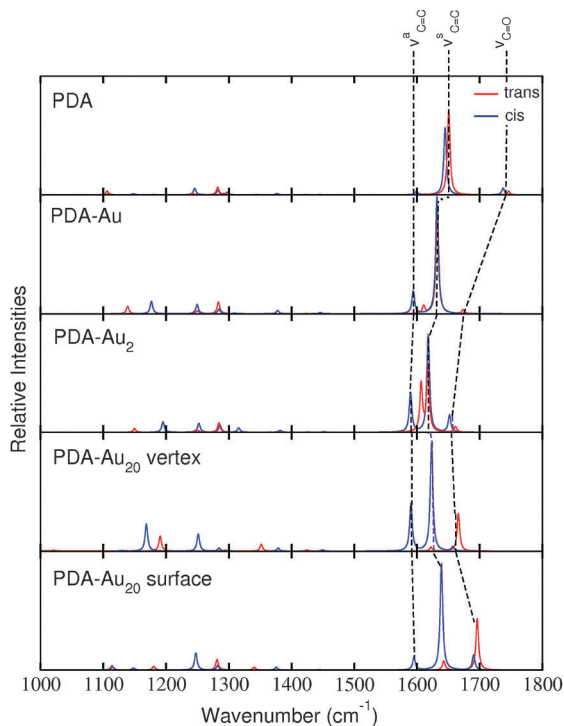 ν^a_C=C
ν^s_C=C
ν_C=O
PDA
trans
cis
PDA-Au
PDA-Au₂
PDA-Au₂₀ vertex
PDA-Au₂₀ surface
Relative Intensities
1000 1100 1200 1300 1400 1500 1600 1700 1800
Wavenumber (cm⁻¹)